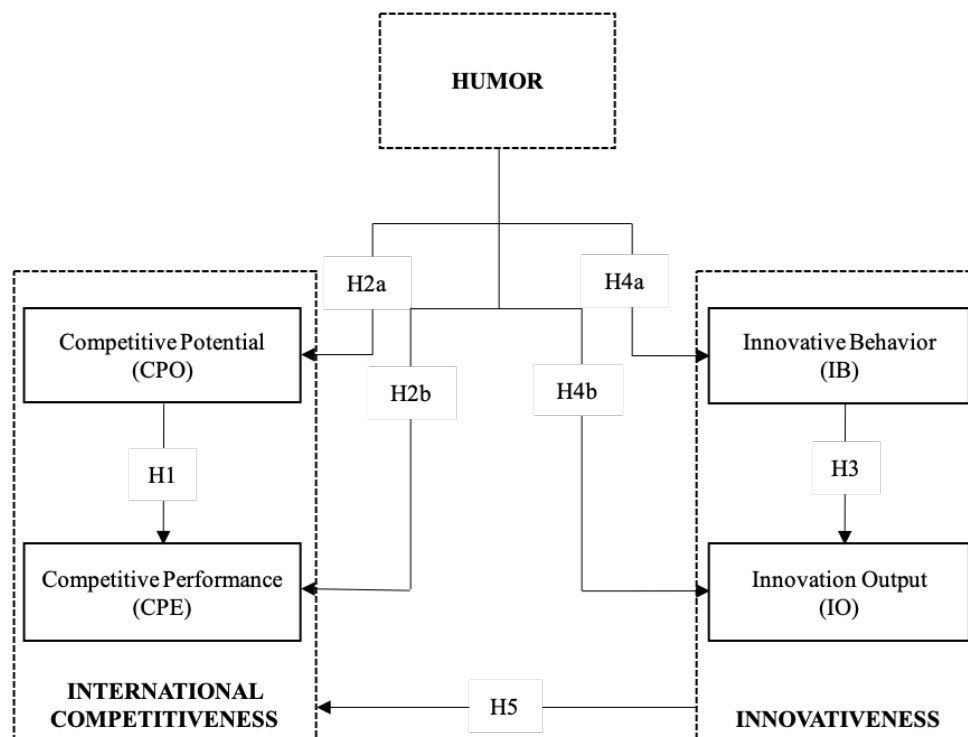 HUMOR
H2a
H4a
Competitive Potential
(CPO)
Innovative Behavior
(IB)
H2b
H4b
H1
H3
Competitive Performance
(CPE)
Innovation Output
(IO)
INTERNATIONAL
COMPETITIVENESS
H5
INNOVATIVENESS